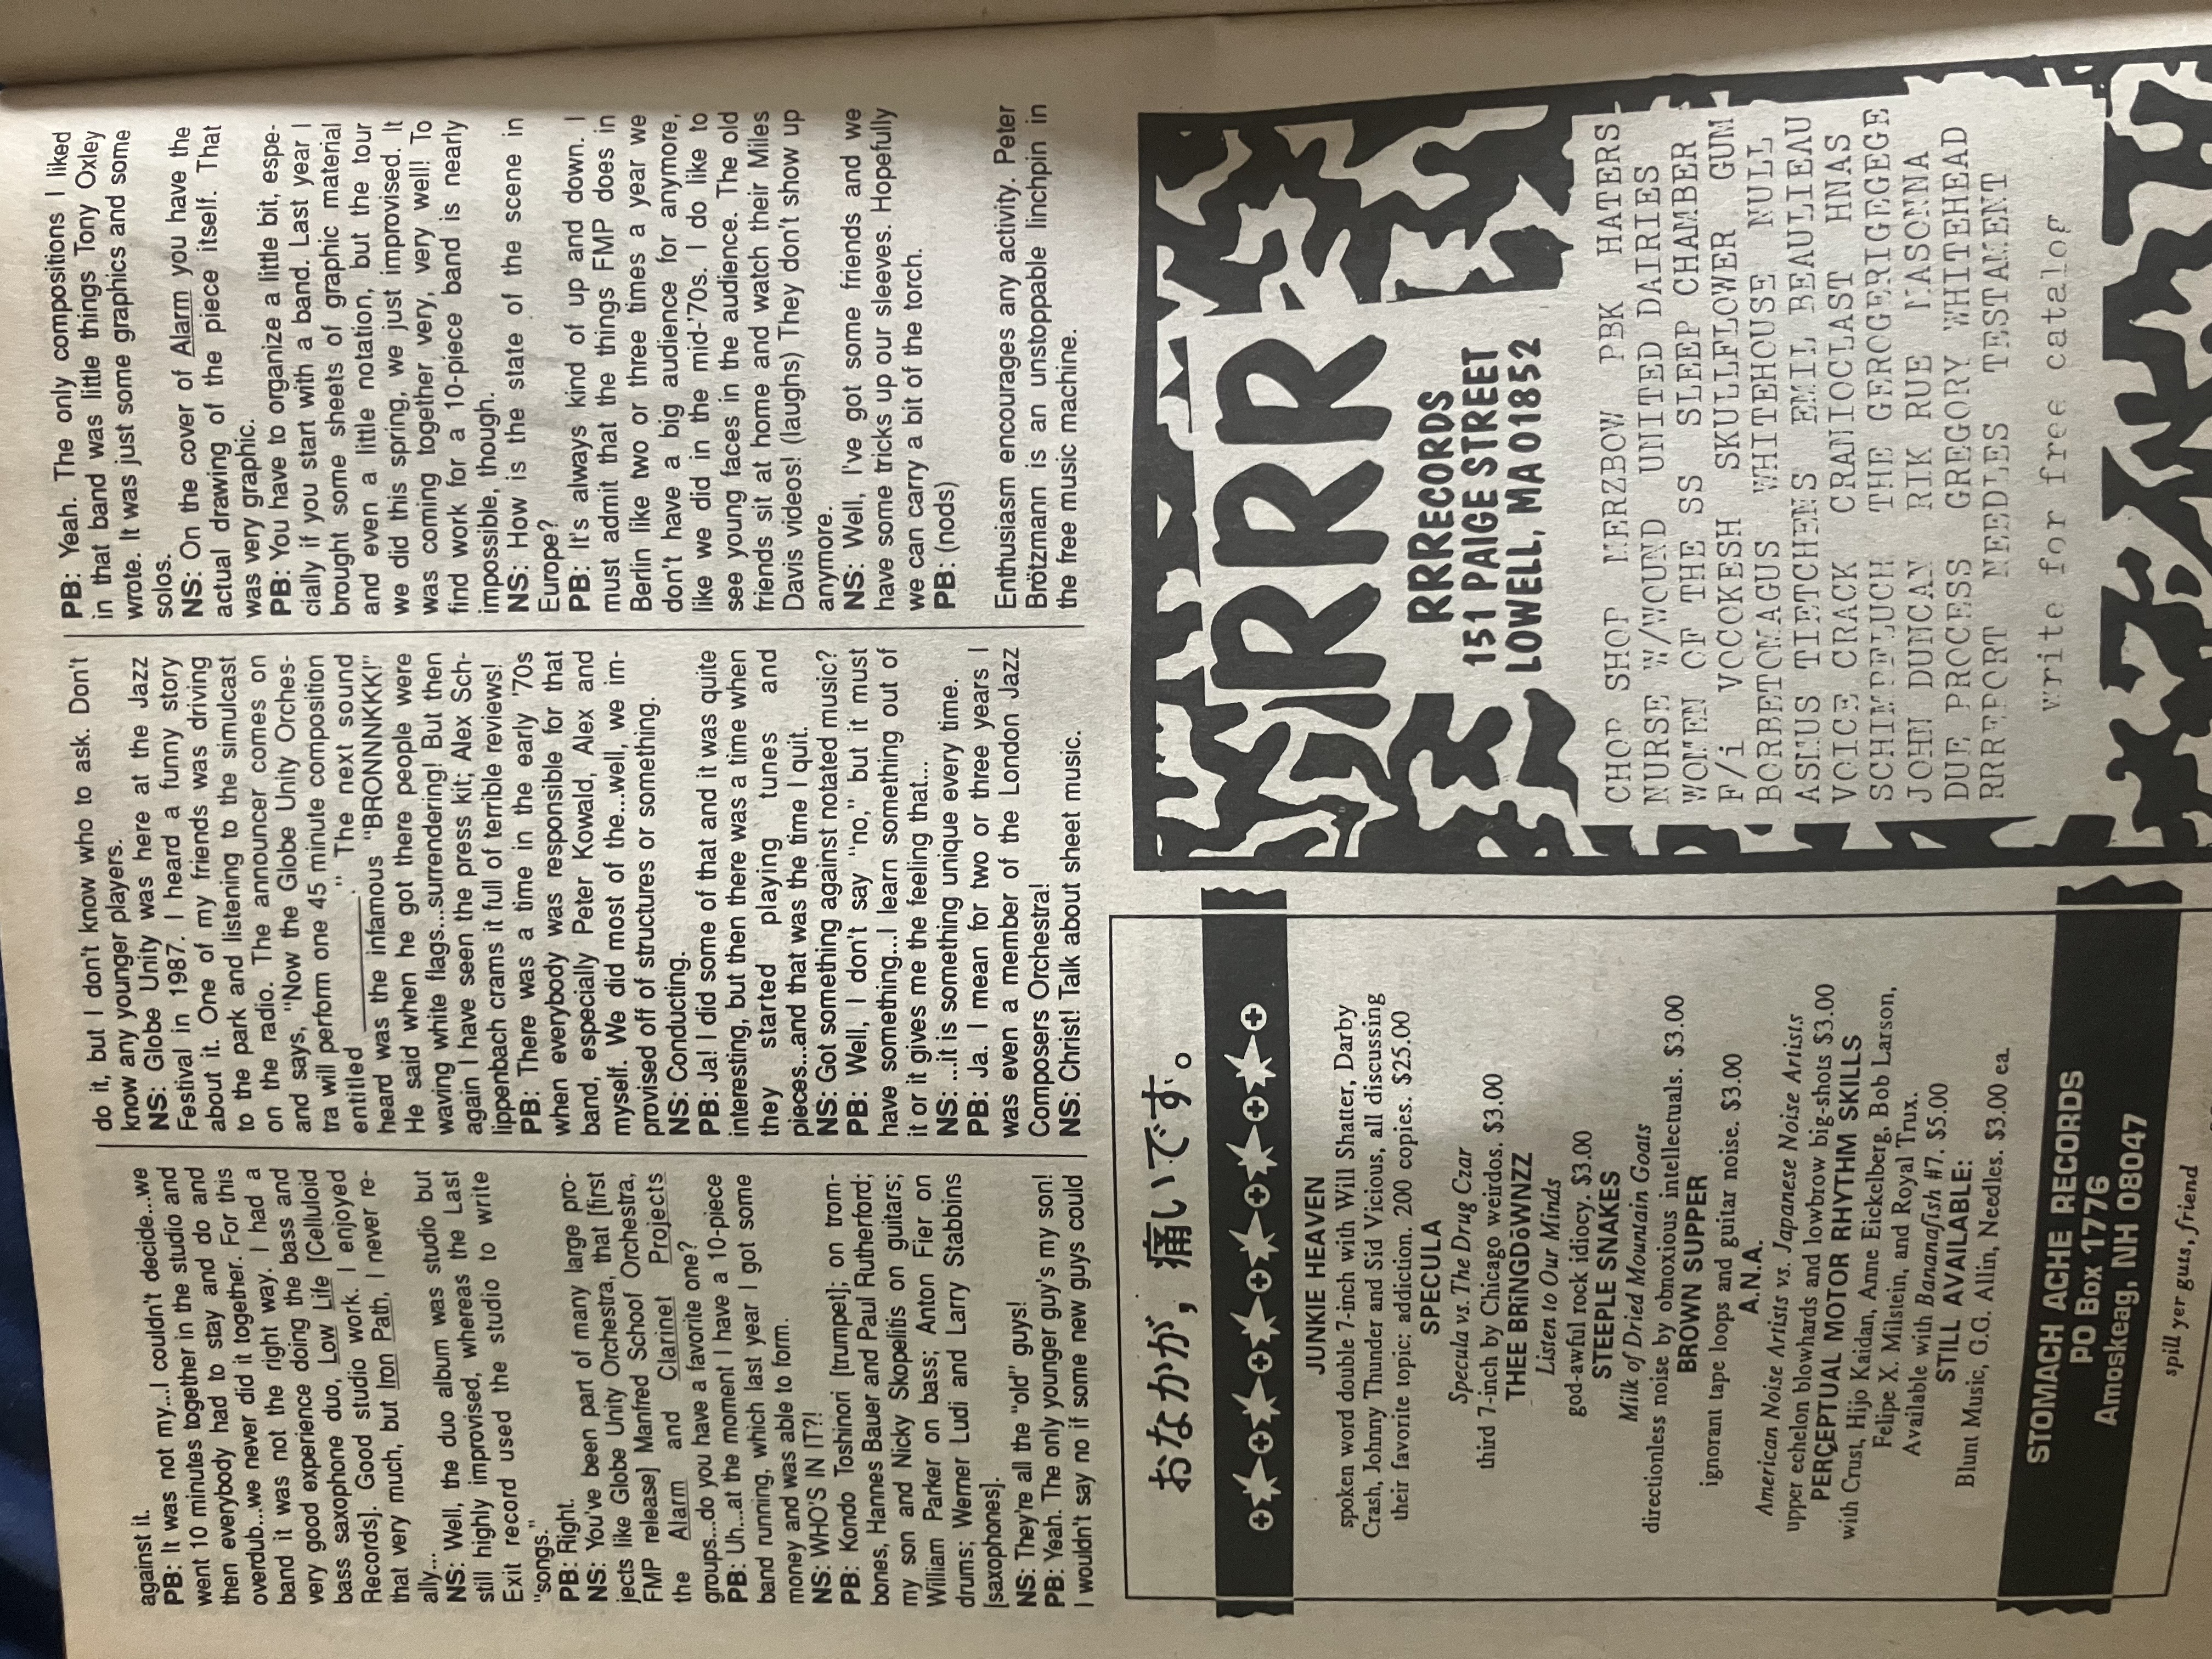 against it.
PB: It was not my...I couldn't decide...we
went 10 minutes together in the studio and
then everybody had to stay and do and
overdub...we never did it together. For this
band it was not the right way. I had a
very good experience doing the bass and
bass saxophone duo, Low Life [Celluloid
Records]. Good studio work. I enjoyed
that very much, but Iron Path, I never re-
ally...
NS: Well, the duo album was studio but
still highly improvised, whereas the Last
Exit record used the studio to write
"songs."
PB: Right.
NS: You've been part of many large pro-
jects like Globe Unity Orchestra, that [first
FMP release] Manfred School Orchestra,
the Alarm and Clarinet Projects
groups...do you have a favorite one?
PB: Uh...at the moment I have a 10-piece
band running, which last year I got some
money and was able to form.
NS: WHO'S IN IT?!
PB: Kondo Toshinori [trumpet]; on trom-
bones, Hannes Bauer and Paul Rutherford;
my son and Nicky Skopelitis on guitars;
William Parker on bass; Anton Fier on
drums; Werner Ludi and Larry Stabbins
[saxophones].
NS: They're all the "old" guys!
PB: Yeah. The only younger guy's my son!
I wouldn't say no if some new guys could
do it, but I don't know who to ask. Don't
know any younger players.
NS: Globe Unity was here at the Jazz
Festival in 1987. I heard a funny story
about it. One of my friends was driving
to the park and listening to the simulcast
on the radio. The announcer comes on
and says, "Now the Globe Unity Orches-
tra will perform one 45 minute composition
entitled ________." The next sound
heard was the infamous "BRONNNKKK!"
He said when he got there people were
waving white flags...surrendering! But then
again I have seen the press kit; Alex Sch-
lippenbach crams it full of terrible reviews!
PB: There was a time in the early '70s
when everybody was responsible for that
band, especially Peter Kowald, Alex and
myself. We did most of the...well, we im-
provised off of structures or something.
NS: Conducting.
PB: Ja! I did some of that and it was quite
interesting, but then there was a time when
they started playing tunes and
pieces...and that was the time I quit.
NS: Got something against notated music?
PB: Well, I don't say "no," but it must
have something...I learn something out of
it or it gives me the feeling that...
NS: ...it is something unique every time.
PB: Ja. I mean for two or three years I
was even a member of the London Jazz
Composers Orchestra!
NS: Christ! Talk about sheet music.
PB: Yeah. The only compositions I liked
in that band was little things Tony Oxley
wrote. It was just some graphics and some
solos.
NS: On the cover of Alarm you have the
actual drawing of the piece itself. That
was very graphic.
PB: You have to organize a little bit, espe-
cially if you start with a band. Last year I
brought some sheets of graphic material
and even a little notation, but the tour
we did this spring, we just improvised. It
was coming together very, very well! To
find work for a 10-piece band is nearly
impossible, though.
NS: How is the state of the scene in
Europe?
PB: It's always kind of up and down. I
must admit that the things FMP does in
Berlin like two or three times a year we
don't have a big audience for anymore,
like we did in the mid-'70s. I do like to
see young faces in the audience. The old
friends sit at home and watch their Miles
Davis videos! (laughs) They don't show up
anymore.
NS: Well, I've got some friends and we
have some tricks up our sleeves. Hopefully
we can carry a bit of the torch.
PB: (nods)
Enthusiasm encourages any activity. Peter
Brötzmann is an unstoppable linchpin in
the free music machine.
おなかが, 痛いです。
JUNKIE HEAVEN
spoken word double 7-inch with Will Shatter, Darby
Crash, Johnny Thunder and Sid Vicious, all discussing
their favorite topic: addiction. 200 copies. $25.00
SPECULA
Specula vs. The Drug Czar
third 7-inch by Chicago weirdos. $3.00
THEE BRiNGDöWNZZ
Listen to Our Minds
god-awful rock idiocy. $3.00
STEEPLE SNAKES
Milk of Dried Mountain Goats
directionless noise by obnoxious intellectuals. $3.00
BROWN SUPPER
ignorant tape loops and guitar noise. $3.00
A.N.A.
American Noise Artists vs. Japanese Noise Artists
upper echelon blowhards and lowbrow big-shots $3.00
PERCEPTUAL MOTOR RHYTHM SKILLS
with Crust, Hijo Kaidan, Anne Eickelberg, Bob Larson,
Felipe X. Milstein, and Royal Trux.
Available with Bananafish #7. $5.00
STILL AVAILABLE:
Blunt Music, G.G. Allin, Needles. $3.00 ea.
STOMACH ACHE RECORDS
PO Box 1776
Amoskeag, NH 08047
spill yer guts, friend
RRR
RRRECORDS
151 PAIGE STREET
LOWELL, MA 01852
CHOP SHOP MERZBOW PBK HATERS
NURSE W/WOUND UNITED DAIRIES
WOMEN OF THE SS SLEEP CHAMBER
F/i VOCOKESH SKULLFLOWER GUM
BORBETOMAGUS WHITEHOUSE NULL
ASMUS TIETCHENS EMIL BEAULIEAU
VOICE CRACK CRANIOCLAST HNAS
SCHIMPFLUCH THE GEROGERIGEGEGE
JOHN DUNCAN RIK RUE MASONNA
DUE PROCESS GREGORY WHITEHEAD
RRREPORT NEEDLES TESTAMENT
write for free catalog